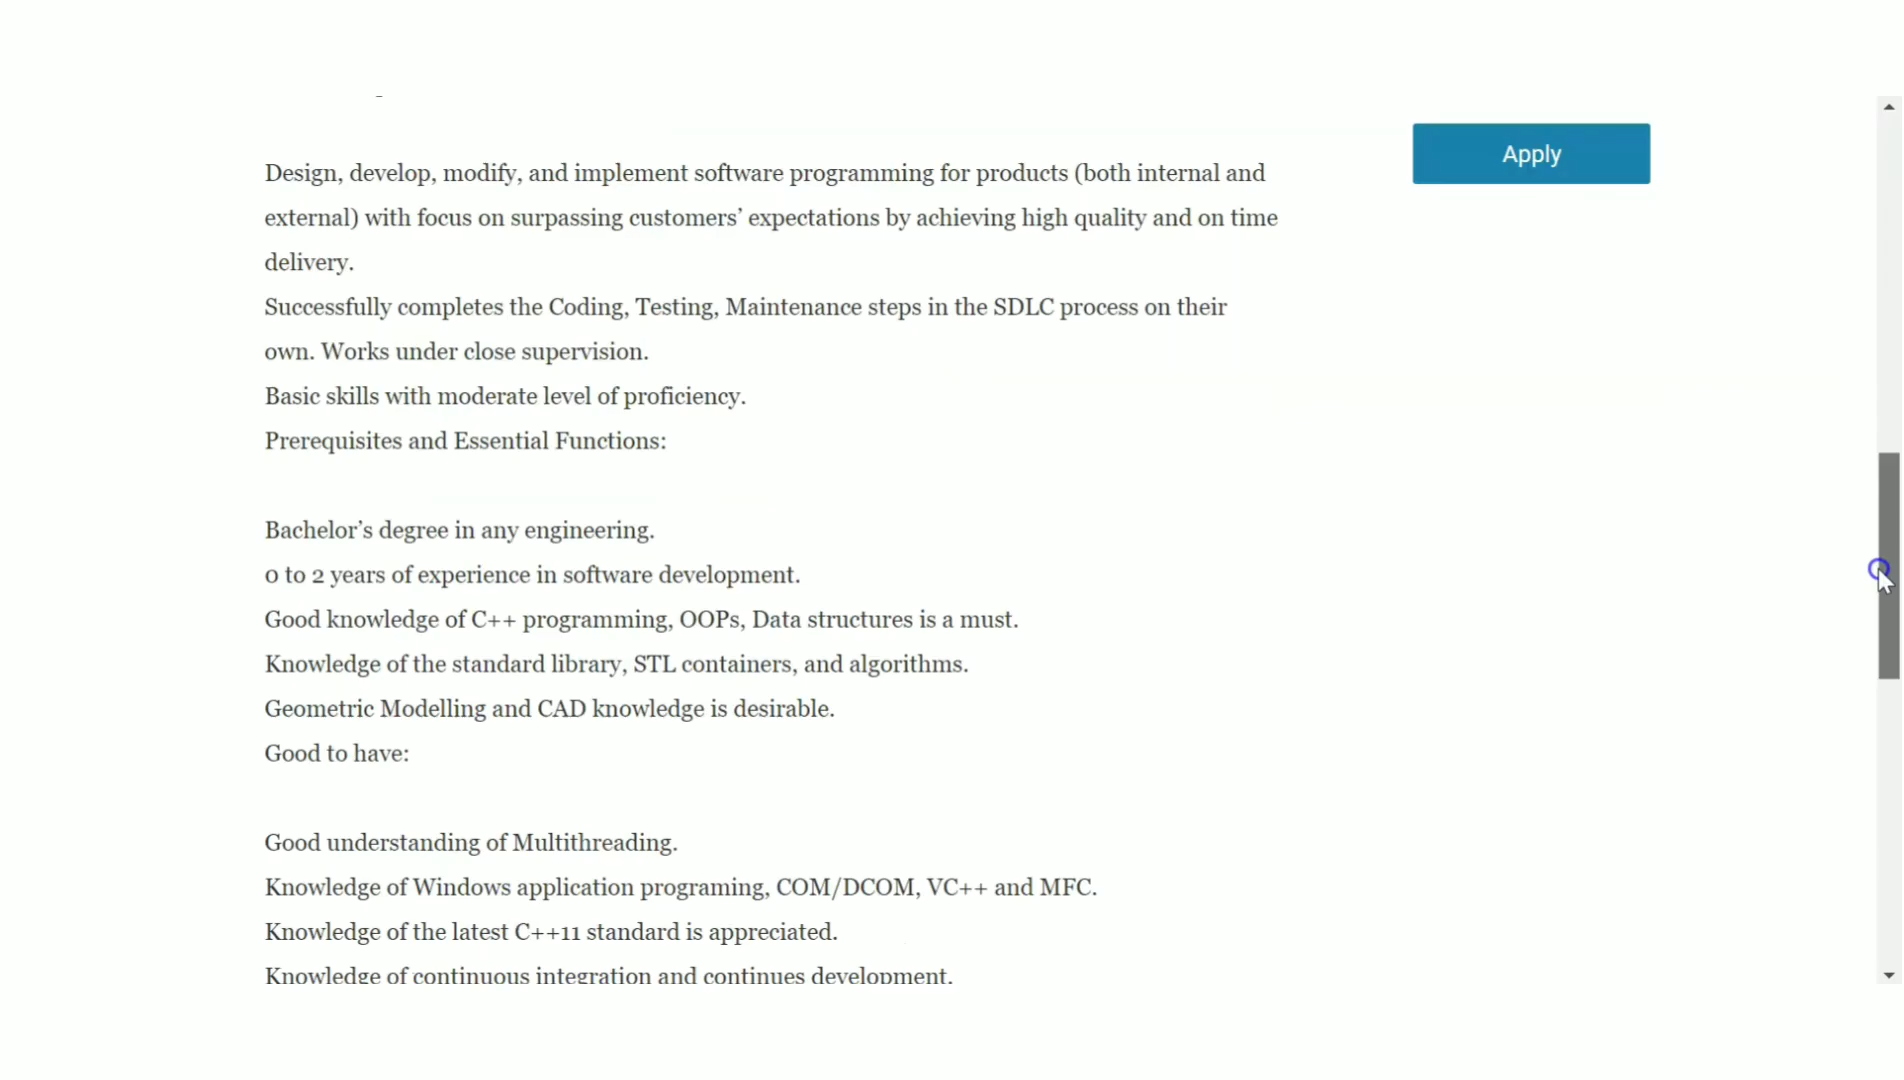 Apply
Design, develop, modify, and implement software programming for products (both internal and
external) with focus on surpassing customers’ expectations by achieving high quality and on time
delivery.
Successfully completes the Coding, Testing, Maintenance steps in the SDLC process on their
own. Works under close supervision.
Basic skills with moderate level of proficiency.
Prerequisites and Essential Functions:
Bachelor’s degree in any engineering.
0 to 2 years of experience in software development.
Good knowledge of C++ programming, OOPs, Data structures is a must.
Knowledge of the standard library, STL containers, and algorithms.
Geometric Modelling and CAD knowledge is desirable.
Good to have:
Good understanding of Multithreading.
Knowledge of Windows application programing, COM/DCOM, VC++ and MFC.
Knowledge of the latest C++11 standard is appreciated.
Knowledge of continuous integration and continues development.